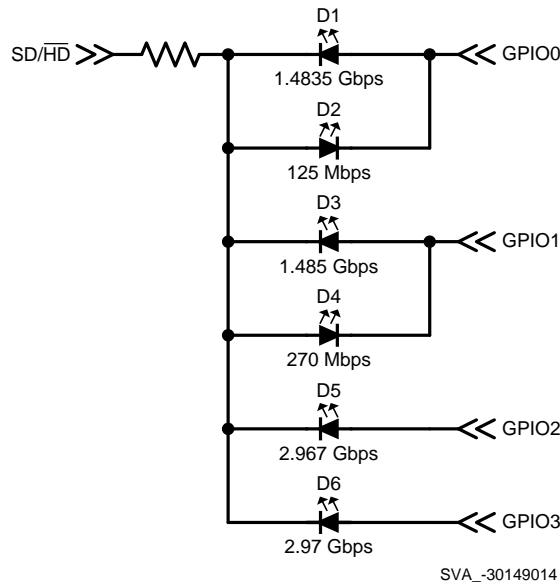 D1
SD/HD
GPIO0
1.4835 Gbps
D2
125 Mbps
D3
GPIO1
1.485 Gbps
D4
270 Mbps
D5
GPIO2
2.967 Gbps
D6
GPIO3
2.97 Gbps
SVA_-30149014